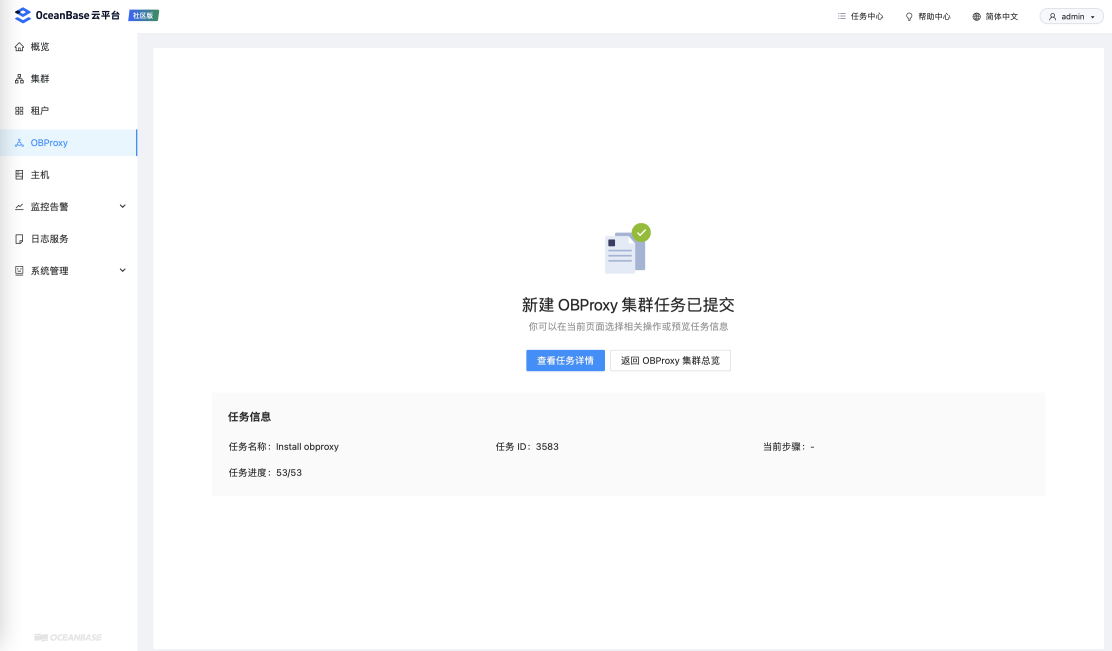 OceanBase 云平台 社区版
任务中心 帮助中心 简体中文 admin
概览
集群
租户
OBProxy
主机
监控告警
日志服务
系统管理
新建 OBProxy 集群任务已提交
你可以在当前页面选择相关操作或预览任务信息
查看任务详情 返回 OBProxy 集群总览
任务信息
任务名称：Install obproxy 任务 ID：3583 当前步骤：-
任务进度：53/53
OCEANBASE